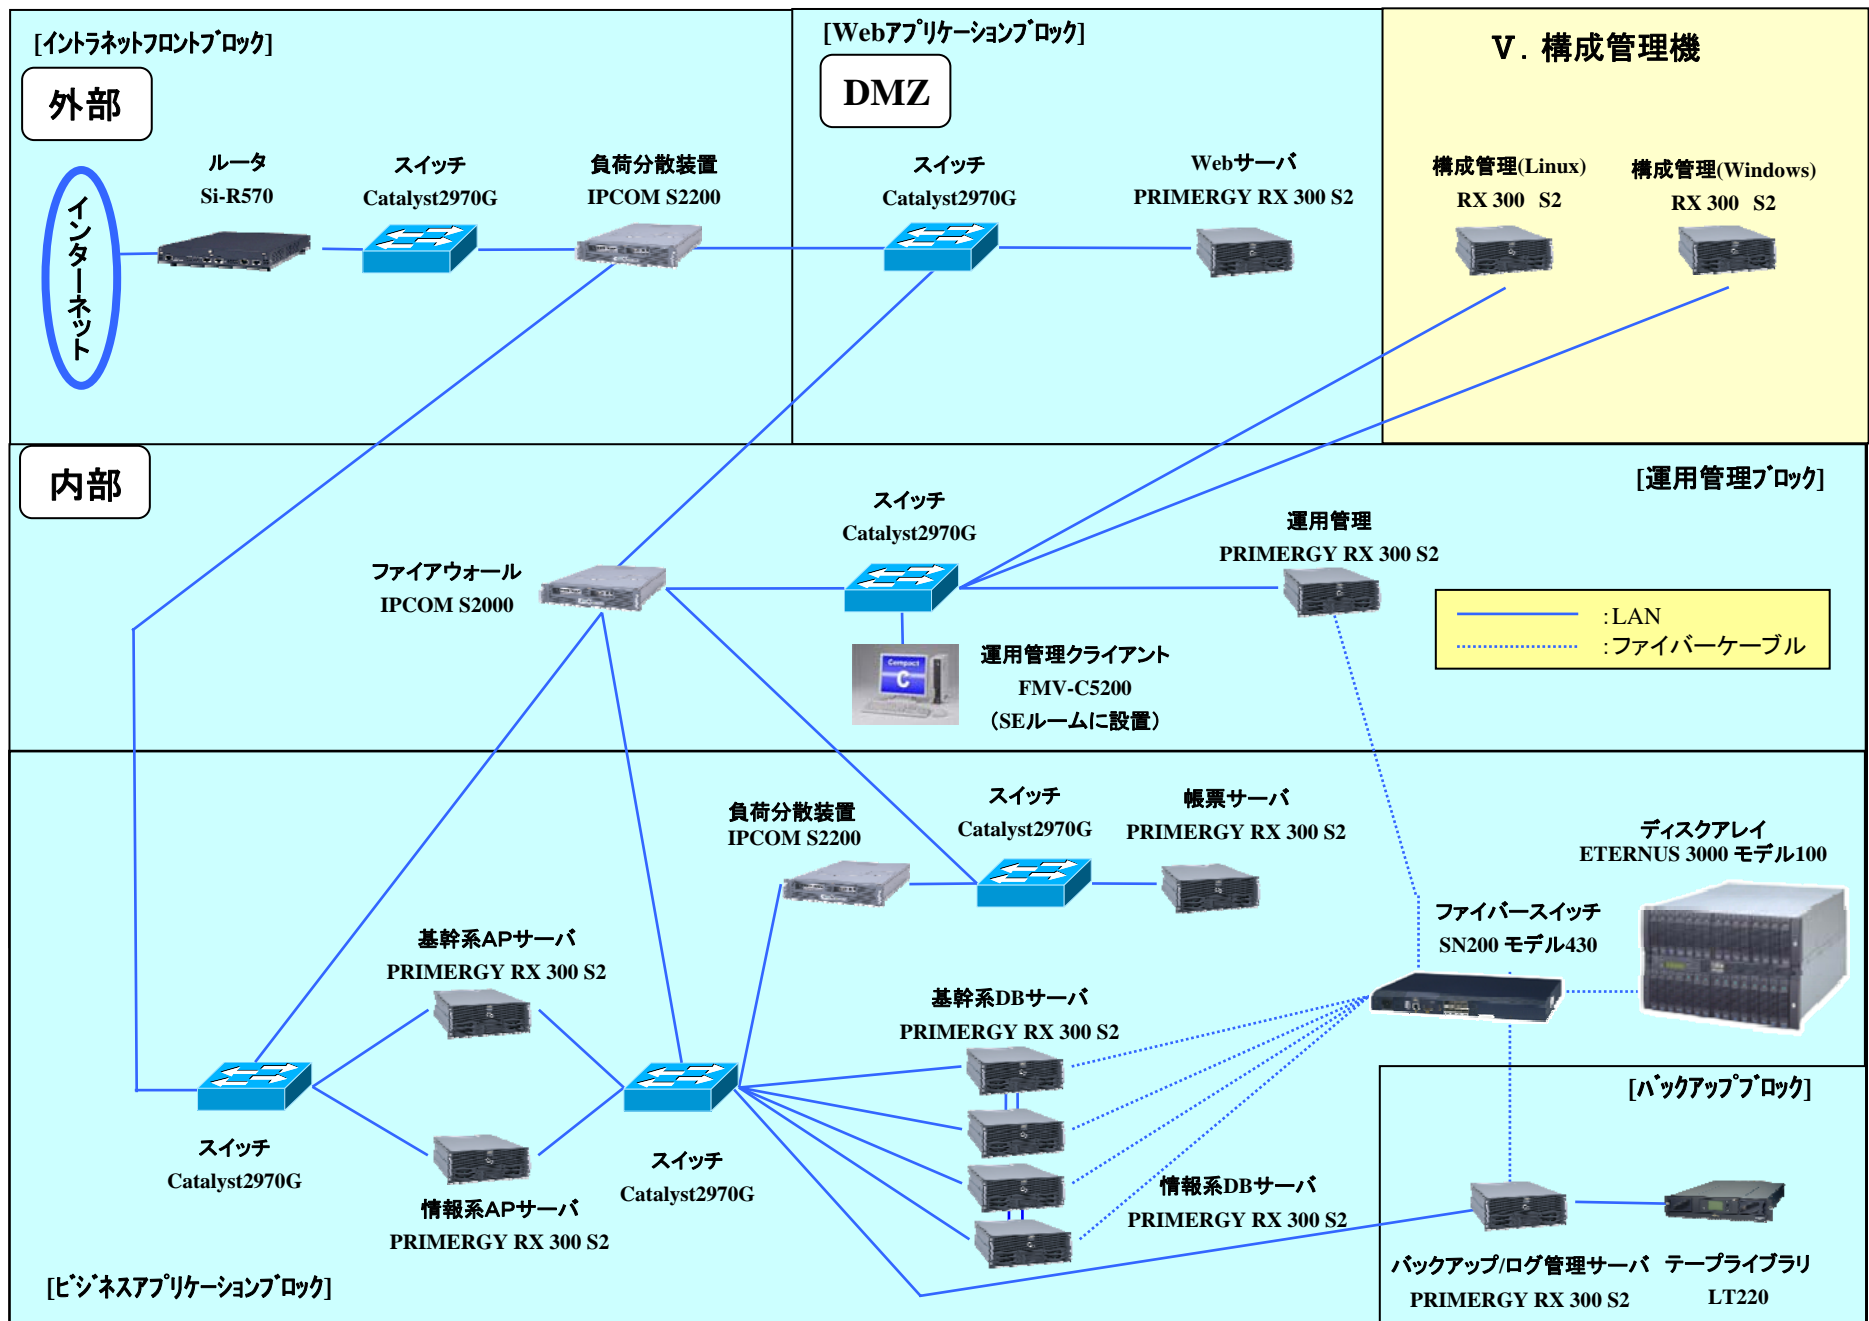 [イントラネットフロントブロック]
外部
インターネット
ルータ
Si-R570
スイッチ
Catalyst2970G
負荷分散装置
IPCOM S2200
[Webアプリケーションブロック]
DMZ
スイッチ
Catalyst2970G
Webサーバ
PRIMERGY RX 300 S2
Ⅴ．構成管理機
構成管理(Linux)
RX 300 S2
構成管理(Windows)
RX 300 S2
内部
[運用管理ブロック]
スイッチ
Catalyst2970G
運用管理
PRIMERGY RX 300 S2
ファイアウォール
IPCOM S2000
:LAN
:ファイバーケーブル
Compact
C
運用管理クライアント
FMV-C5200
(SEルームに設置)
負荷分散装置
IPCOM S2200
スイッチ
Catalyst2970G
帳票サーバ
PRIMERGY RX 300 S2
ディスクアレイ
ETERNUS 3000 モデル100
ファイバースイッチ
SN200 モデル430
基幹系APサーバ
PRIMERGY RX 300 S2
基幹系DBサーバ
PRIMERGY RX 300 S2
スイッチ
Catalyst2970G
スイッチ
Catalyst2970G
情報系APサーバ
PRIMERGY RX 300 S2
情報系DBサーバ
PRIMERGY RX 300 S2
[バックアップブロック]
バックアップ/ログ管理サーバ
PRIMERGY RX 300 S2
テープライブラリ
LT220
[ビジネスアプリケーションブロック]